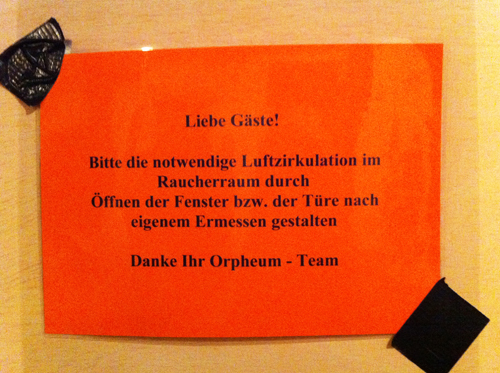 Liebe Gäste!
Bitte die notwendige Luftzirkulation im
Raucherraum durch
Öffnen der Fenster bzw. der Türe nach
eigenem Ermessen gestalten
Danke Ihr Orpheum - Team